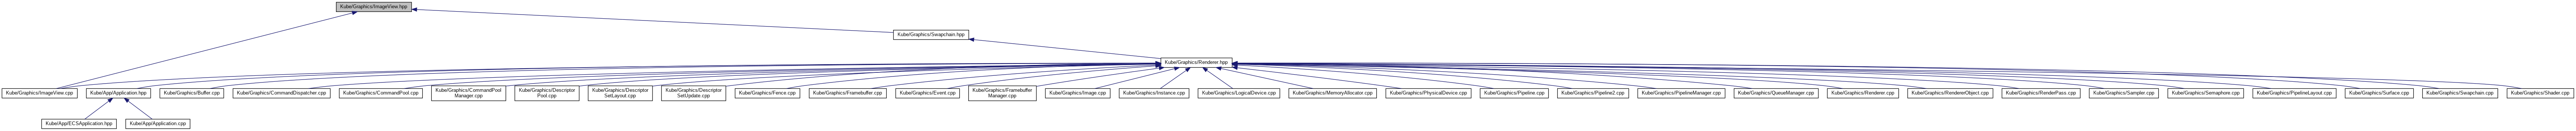 Kube/Graphics/ImageView.hpp
Kube/Graphics/Swapchain.hpp
Kube/Graphics/Renderer.hpp
Kube/Graphics/ImageView.cpp
Kube/App/Application.hpp
Kube/Graphics/Buffer.cpp
Kube/Graphics/CommandDispatcher.cpp
Kube/Graphics/CommandPool.cpp
Kube/Graphics/CommandPool
Manager.cpp
Kube/Graphics/Descriptor
Pool.cpp
Kube/Graphics/Descriptor
SetLayout.cpp
Kube/Graphics/Descriptor
SetUpdate.cpp
Kube/Graphics/Fence.cpp
Kube/Graphics/Framebuffer.cpp
Kube/Graphics/Event.cpp
Kube/Graphics/Framebuffer
Manager.cpp
Kube/Graphics/Image.cpp
Kube/Graphics/Instance.cpp
Kube/Graphics/LogicalDevice.cpp
Kube/Graphics/MemoryAllocator.cpp
Kube/Graphics/PhysicalDevice.cpp
Kube/Graphics/Pipeline.cpp
Kube/Graphics/Pipeline2.cpp
Kube/Graphics/PipelineManager.cpp
Kube/Graphics/QueueManager.cpp
Kube/Graphics/Renderer.cpp
Kube/Graphics/RendererObject.cpp
Kube/Graphics/RenderPass.cpp
Kube/Graphics/Sampler.cpp
Kube/Graphics/Semaphore.cpp
Kube/Graphics/PipelineLayout.cpp
Kube/Graphics/Surface.cpp
Kube/Graphics/Swapchain.cpp
Kube/Graphics/Shader.cpp
Kube/App/ECSApplication.hpp
Kube/App/Application.cpp